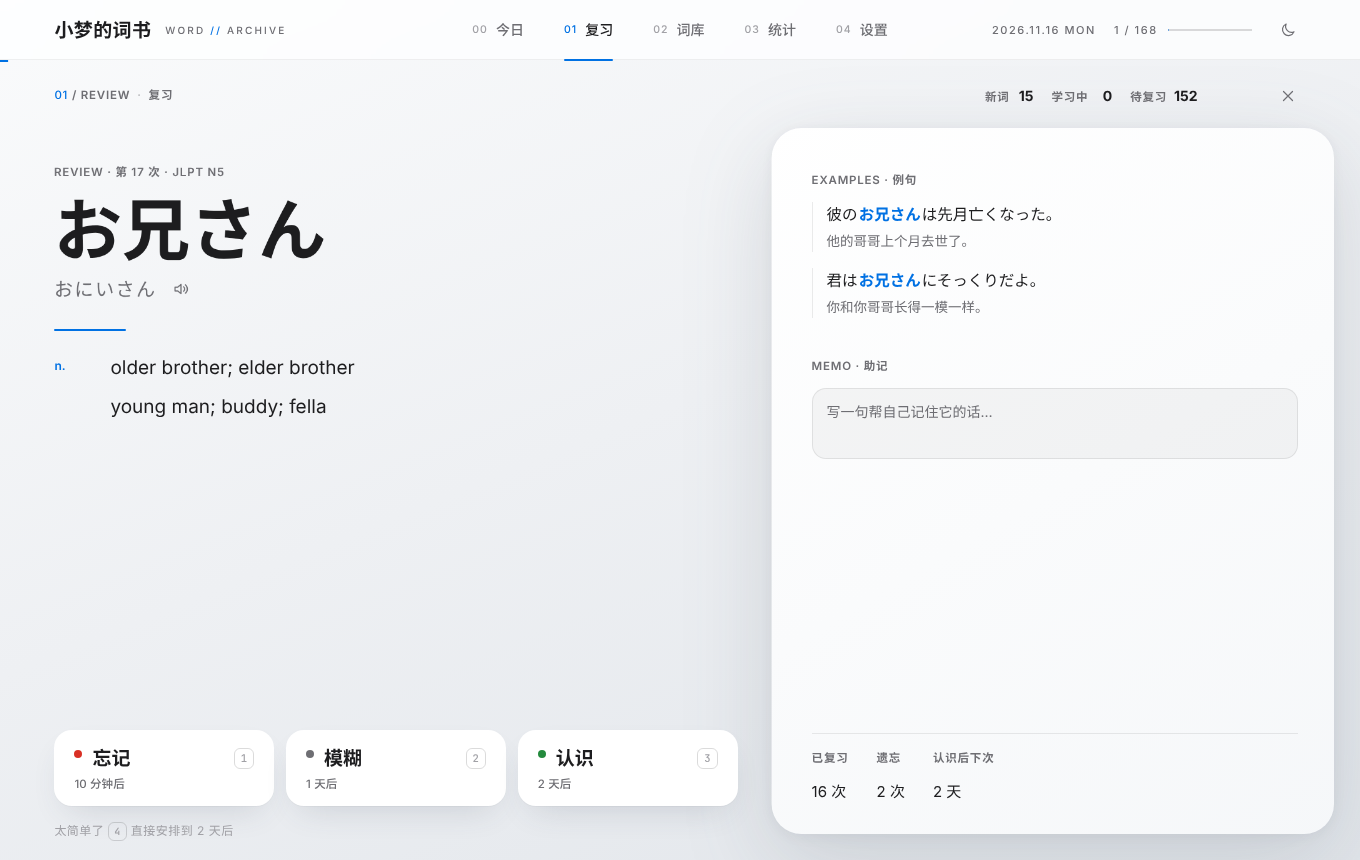 小梦的词书 WORD // ARCHIVE
00 今日 01 复习 02 词库 03 统计 04 设置
2026.11.16 MON 1 / 168
01 / REVIEW · 复习
新词 15 学习中 0 待复习 152
REVIEW · 第 17 次 · JLPT N5
お兄さん
おにいさん
n. older brother; elder brother
young man; buddy; fella
忘记 1
10 分钟后
模糊 2
1 天后
认识 3
2 天后
太简单了 4 直接安排到 2 天后
EXAMPLES · 例句
彼のお兄さんは先月亡くなった。
他的哥哥上个月去世了。
君はお兄さんにそっくりだよ。
你和你哥哥长得一模一样。
MEMO · 助记
写一句帮自己记住它的话...
已复习 遗忘 认识后下次
16 次 2 次 2 天